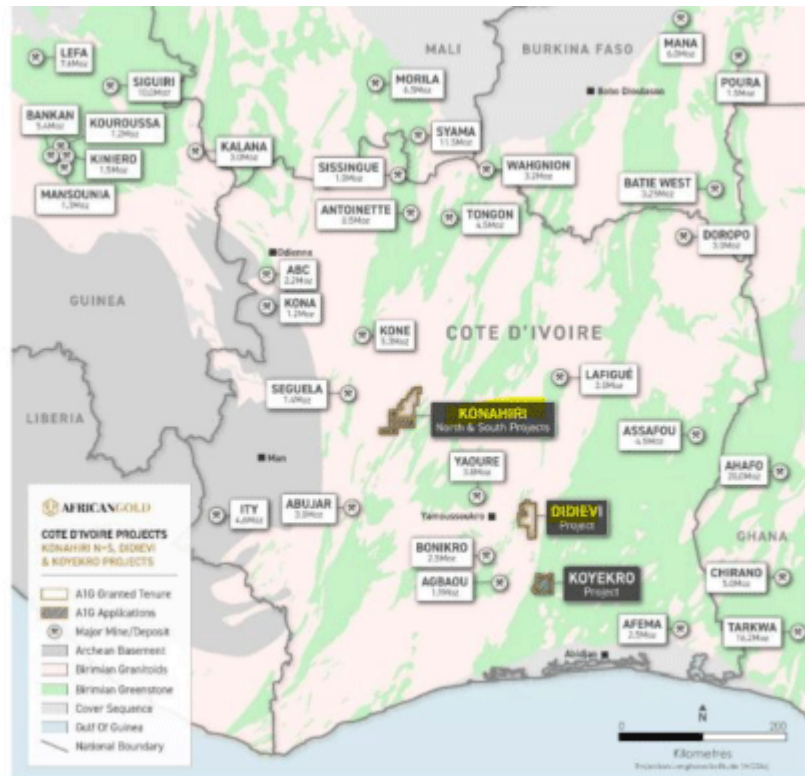 MALI
BURKINA FASO
MANA
6.0Moz
LEFA
7.6Moz
POURA
1.5Moz
SIGUIRI
MORILA
6.5Moz
Bobo Dioulasso
BANKAN
5.4Moz
KOUROUSSA
1.2Moz
KINIERO
1.5Moz
MANSOUNIA
1.3Moz
KALANA
3.0Moz
SYAMA
11.5Moz
SISSINGUE
1.0Moz
WAHGNION
3.2Moz
BATIE WEST
3.25Moz
ANTOINETTE
0.5Moz
TONGON
4.5Moz
DOROPO
3.0Moz
Odienne
ABC
2.2Moz
GUINEA
KONA
1.2Moz
KONE
5.3Moz
COTE D'IVOIRE
LAFIGUÉ
3.0Moz
SEGUELA
1.4Moz
KONAHIRI
North & South Projects
LIBERIA
ASSAFOU
4.5Moz
Man
YAOURE
3.8Moz
AHAFO
20.0Moz
AFRICANGOLD
ITY
4.6Moz
ABUJAR
3.0Moz
Yamoussoukro
DIDIEVI
Project
COTE D'IVOIRE PROJECTS
KONAHIRI N-S, DIDIEVI
& KOYEKRO PROJECTS
GHANA
BONIKRO
2.5Moz
AGBAOU
1.1Moz
KOYEKRO
Project
CHIRANO
5.0Moz
A1G Granted Tenure
A1G Applications
Major Mine/Deposit
Archean Basement
Birimian Granitoids
Birimian Greenstone
Cover Sequence
Gulf Of Guinea
National Boundary
AFEMA
2.5Moz
TARKWA
16.2Moz
Abidjan
N
0 200
Kilometres